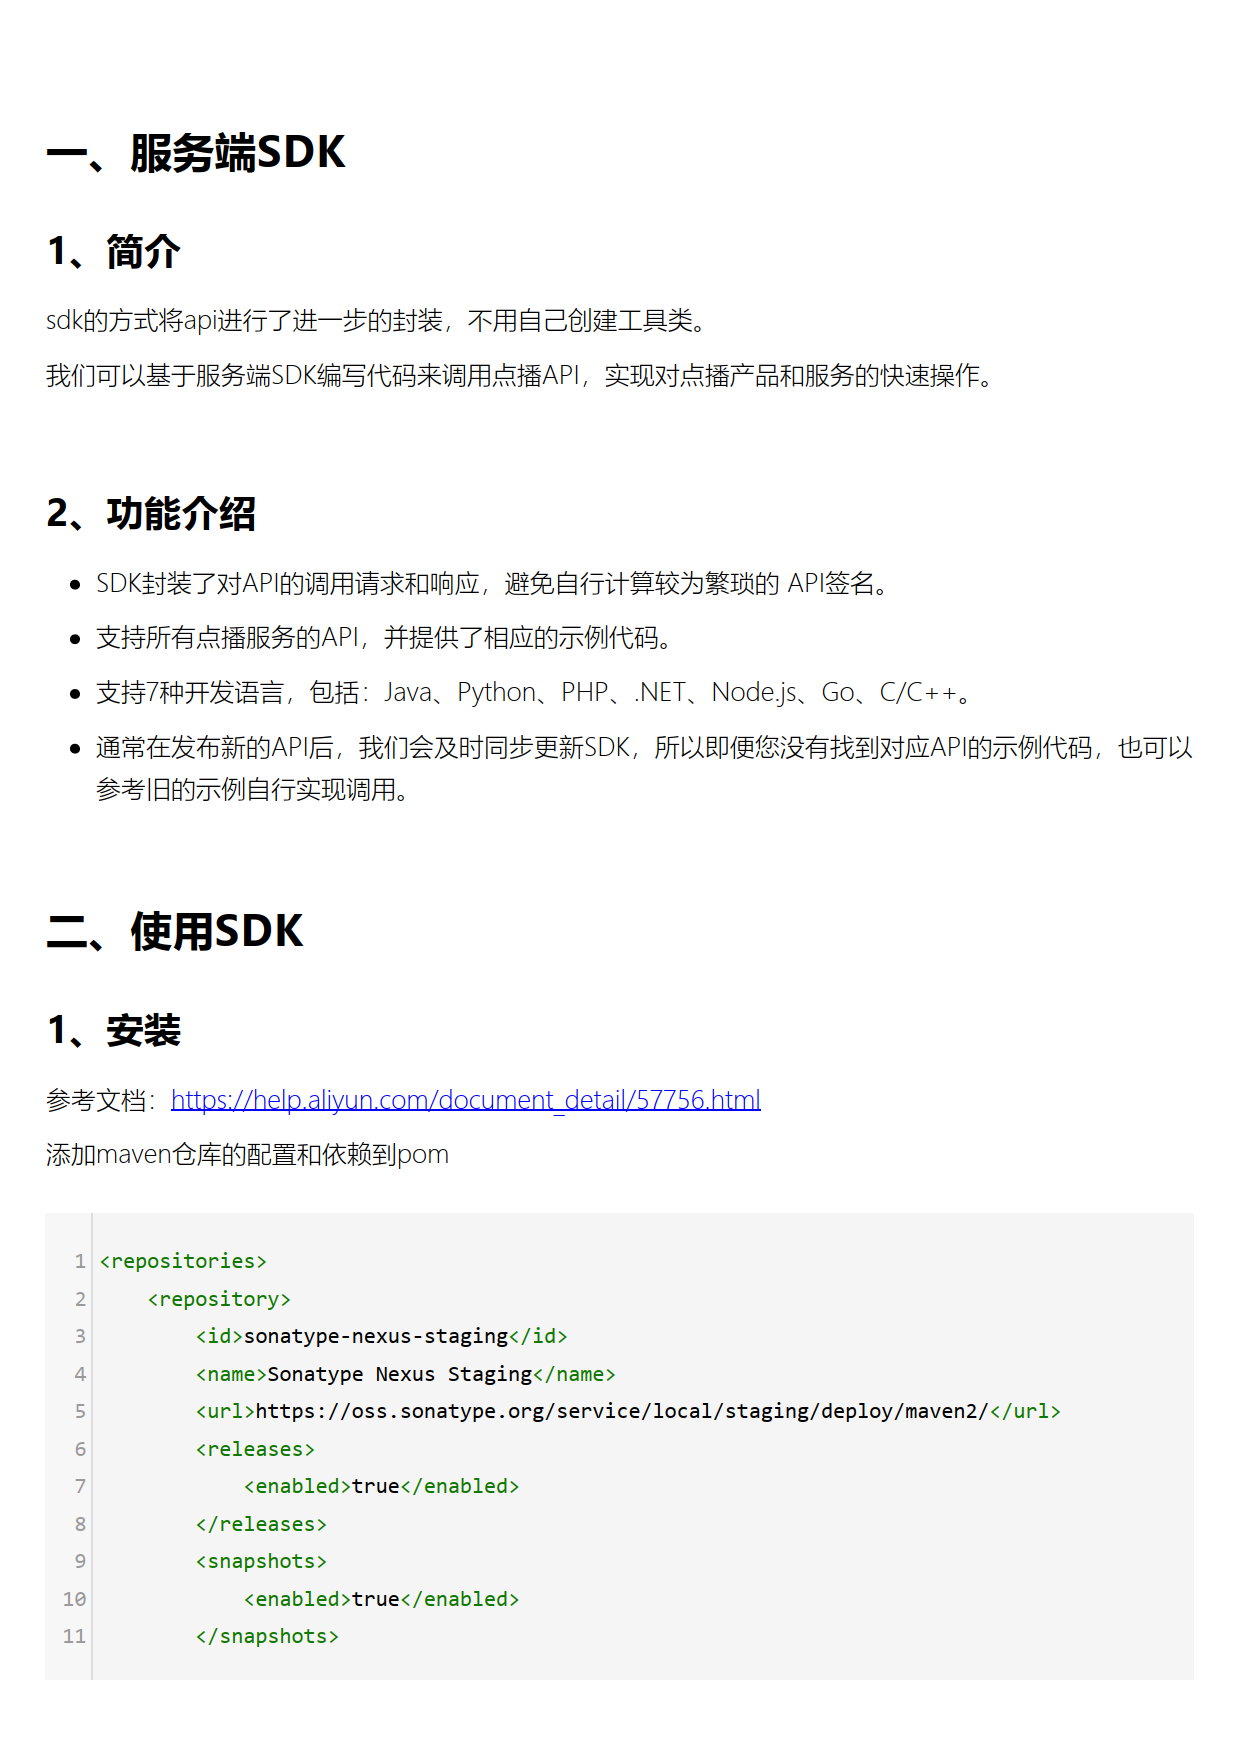 一、服务端SDK
1、简介
sdk的方式将api进行了进一步的封装，不用自己创建工具类。
我们可以基于服务端SDK编写代码来调用点播API，实现对点播产品和服务的快速操作。
2、功能介绍
• SDK封装了对API的调用请求和响应，避免自行计算较为繁琐的 API签名。
• 支持所有点播服务的API，并提供了相应的示例代码。
• 支持7种开发语言，包括：Java、Python、PHP、.NET、Node.js、Go、C/C++。
• 通常在发布新的API后，我们会及时同步更新SDK，所以即便您没有找到对应API的示例代码，也可以
参考旧的示例自行实现调用。
二、使用SDK
1、安装
参考文档：https://help.aliyun.com/document_detail/57756.html
添加maven仓库的配置和依赖到pom
1 <repositories>
2     <repository>
3         <id>sonatype-nexus-staging</id>
4         <name>Sonatype Nexus Staging</name>
5         <url>https://oss.sonatype.org/service/local/staging/deploy/maven2/</url>
6         <releases>
7             <enabled>true</enabled>
8         </releases>
9         <snapshots>
10             <enabled>true</enabled>
11         </snapshots>